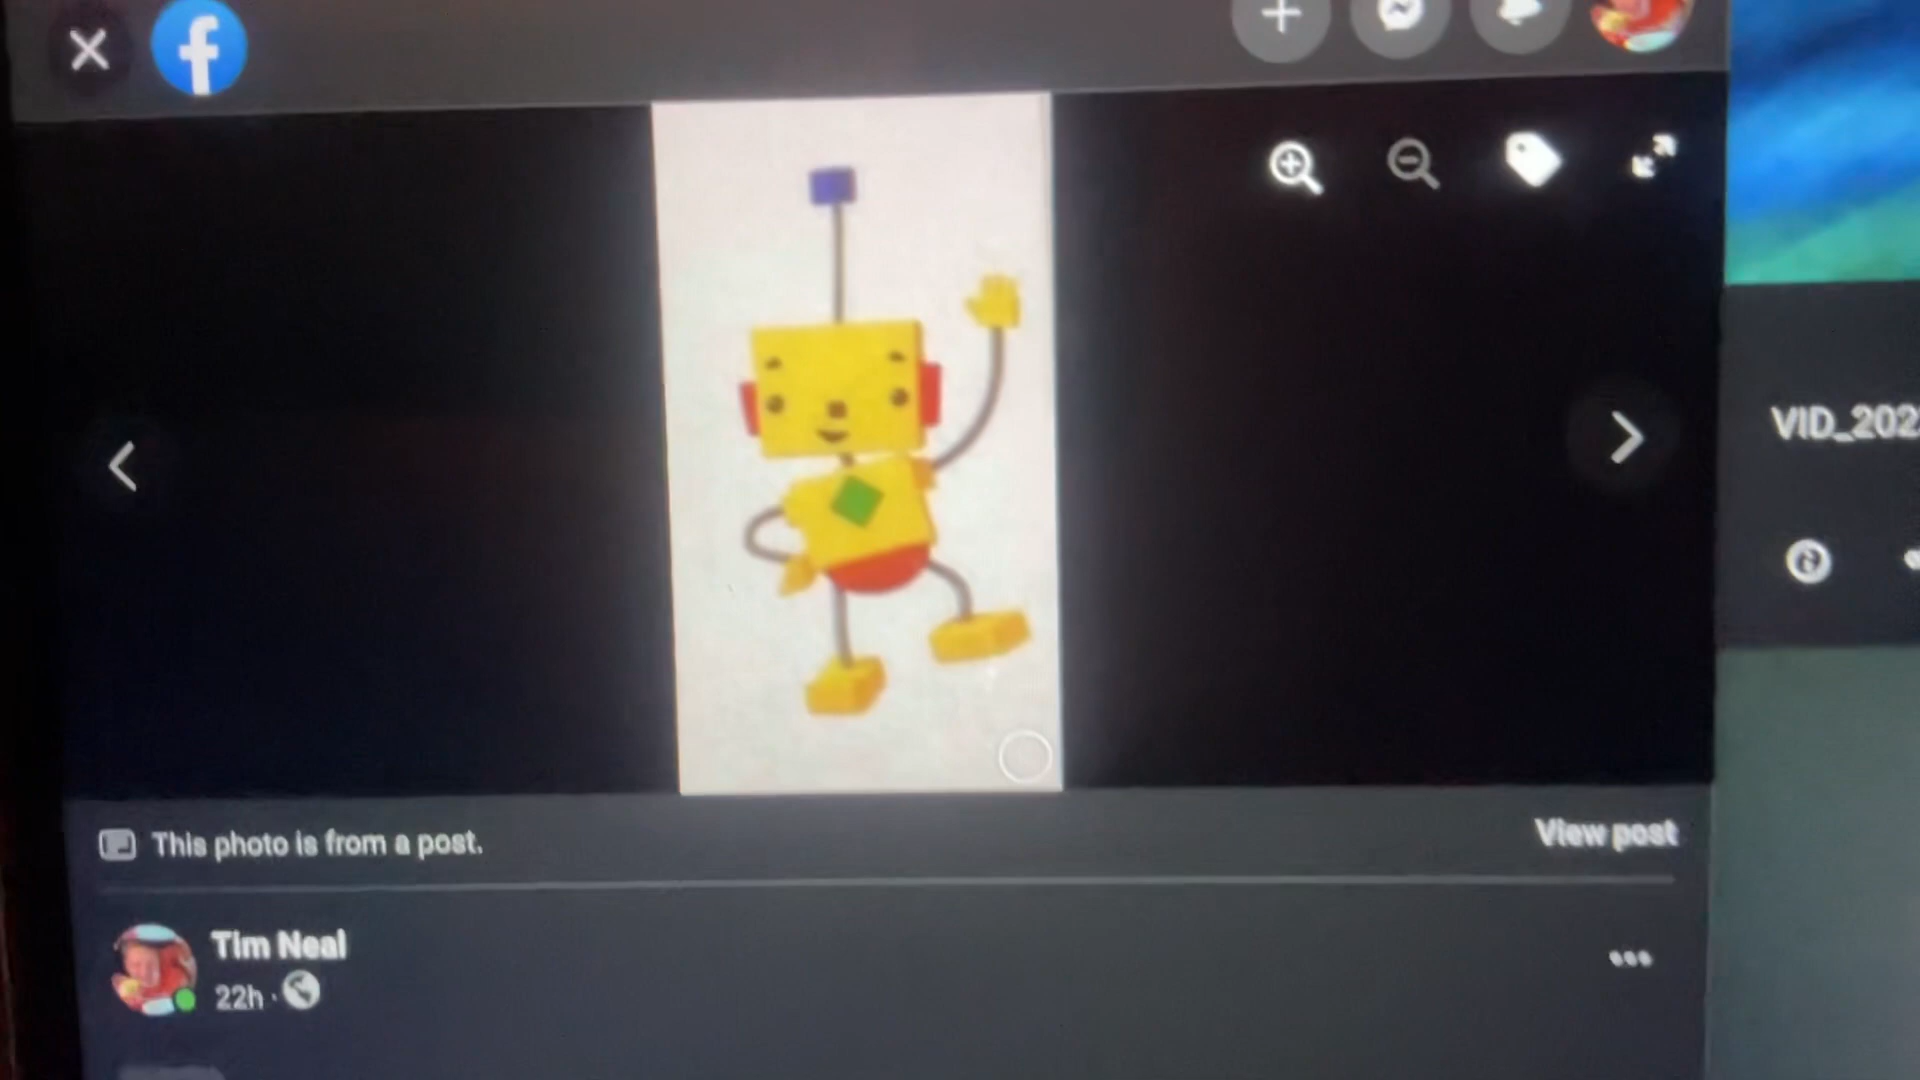 This photo is from a post.
View post
Tim Neal
22h ·
VID_202